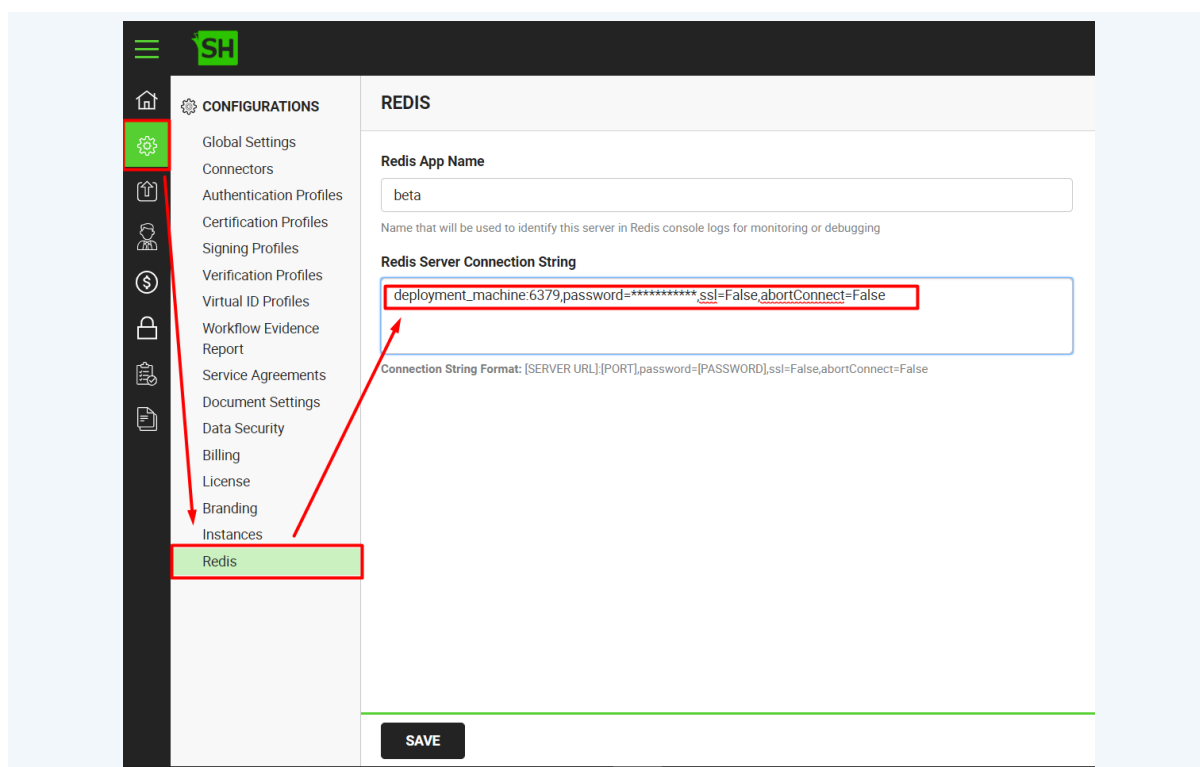 SH
CONFIGURATIONS
Global Settings
Connectors
Authentication Profiles
Certification Profiles
Signing Profiles
Verification Profiles
Virtual ID Profiles
Workflow Evidence
Report
Service Agreements
Document Settings
Data Security
Billing
License
Branding
Instances
Redis
REDIS
Redis App Name
beta
Name that will be used to identify this server in Redis console logs for monitoring or debugging
Redis Server Connection String
deployment_machine:6379,password=***********,ssl=False,abortConnect=False
Connection String Format: [SERVER URL]:[PORT],password=[PASSWORD],ssl=False,abortConnect=False
SAVE